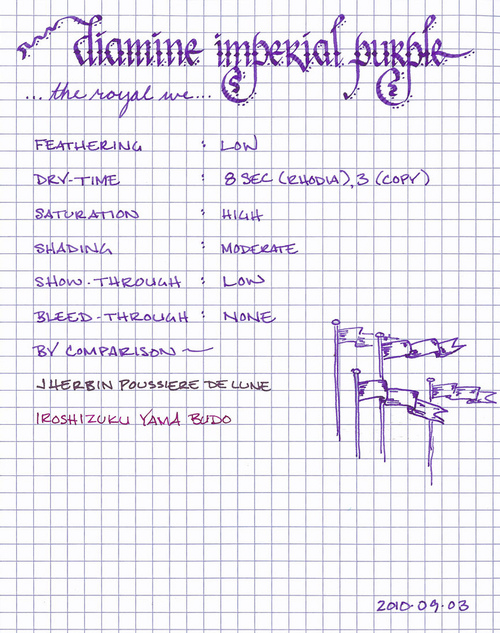 diamine imperial purple
...the royal we...
FEATHERING : LOW
DRY-TIME : 8 SEC (RHODIA), 3 (COPY)
SATURATION : HIGH
SHADING : MODERATE
SHOW-THROUGH : LOW
BLEED-THROUGH : NONE
BY COMPARISON ~
J HERBIN POUSSIERE DE LUNE
IROSHIZUKU YAMA BUDO
2010.09.03